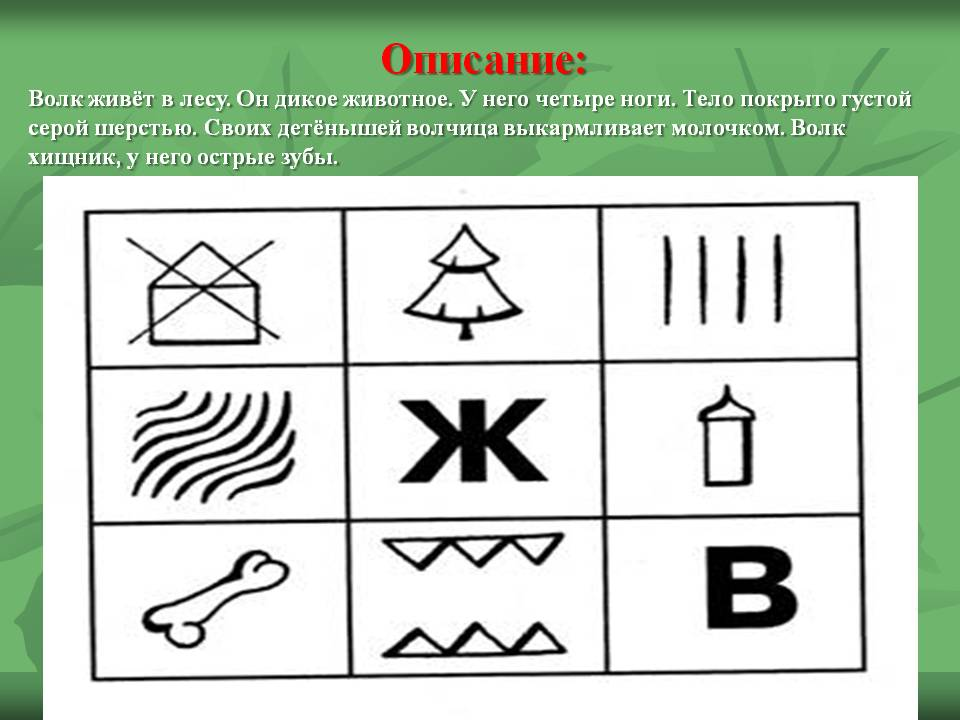 Описание:
Волк живёт в лесу. Он дикое животное. У него четыре ноги. Тело покрыто густой
серой шерстью. Своих детёнышей волчица выкармливает молочком. Волк
хищник, у него острые зубы.
Ж
В